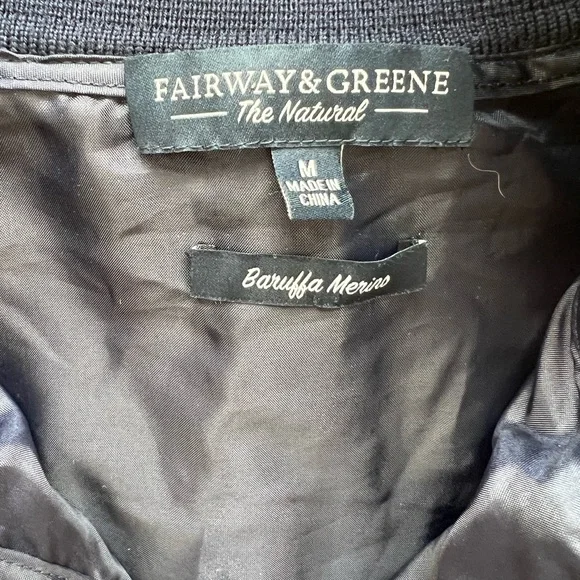 FAIRWAY & GREENE
The Natural
M
MADE IN
CHINA
Baruffa Merino